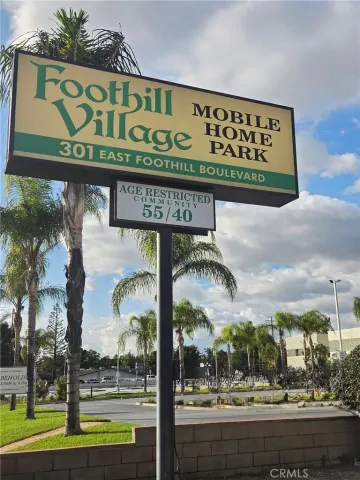 Foothill
Village
MOBILE
HOME
PARK
301 EAST FOOTHILL BOULEVARD
AGE RESTRICTED
COMMUNITY
55/40
CRMLS